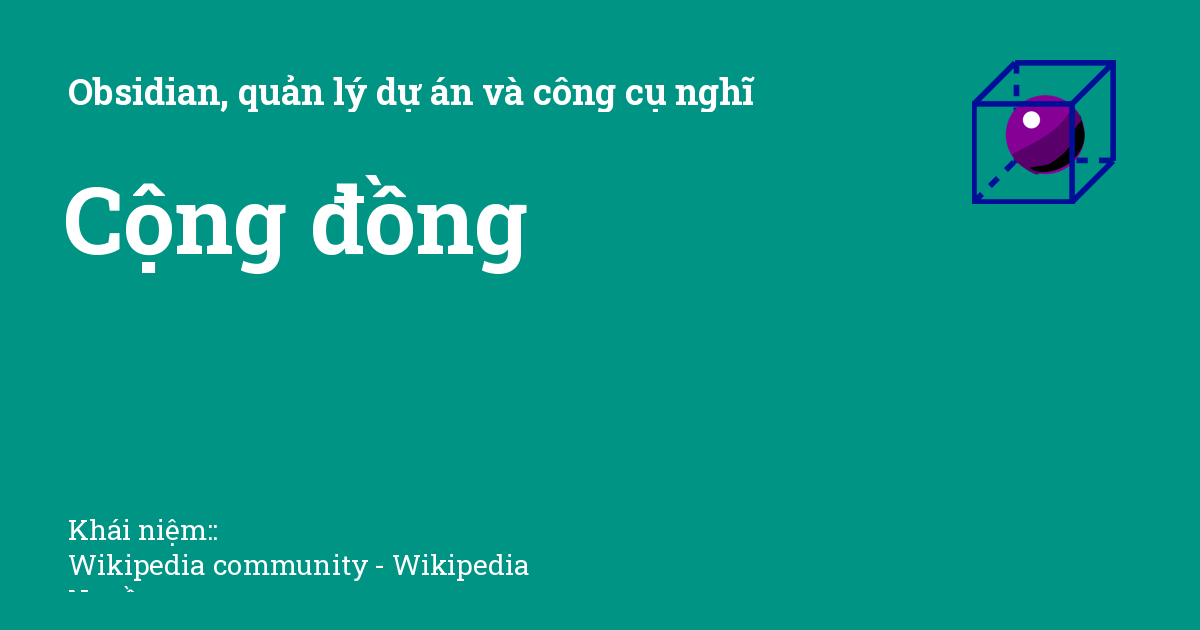 Obsidian, quản lý dự án và công cụ nghĩ
Cộng đồng
Khái niệm::
Wikipedia community - Wikipedia